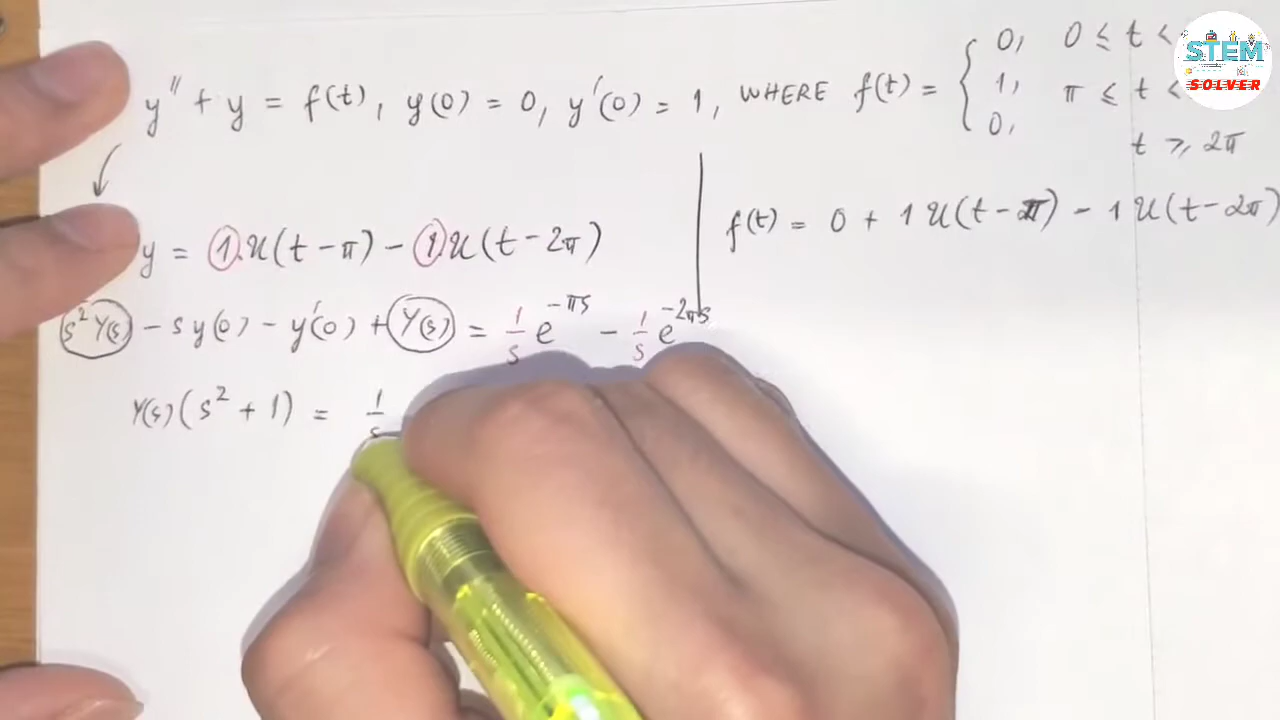 y'' + y = f(t), y(0) = 0, y'(0) = 1, WHERE f(t) = { 0, 0 ≤ t <
1, π ≤ t <
0, t ≥ 2π
STEM
SOLVER
y = 1.u(t-π) - 1.u(t-2π)
f(t) = 0 + 1 u(t-π) - 1 u(t-2π)
s²Y(s) - sy(0) - y'(0) + Y(s) = 1/s e^-πs - 1/s e^-2πs
Y(s)(s² + 1) = 1/s